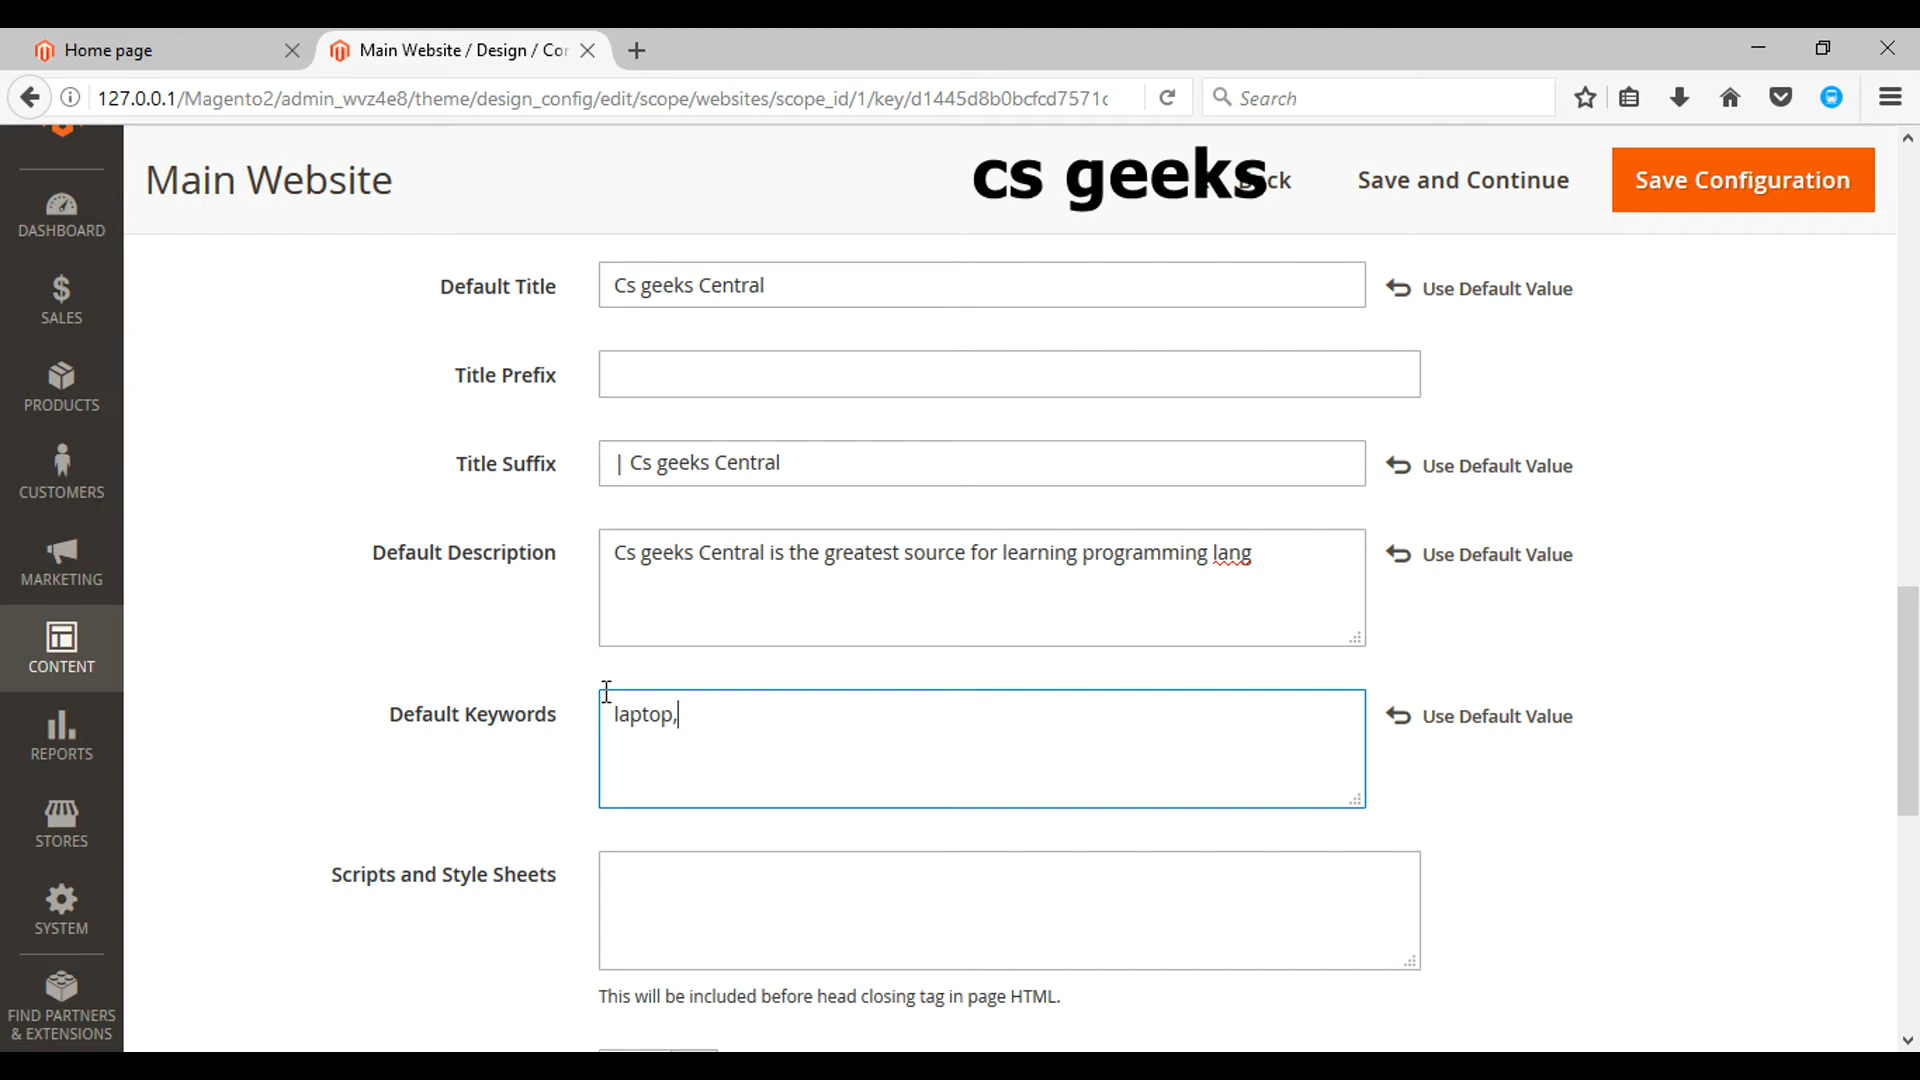 Home page
Main Website / Design / Cor
127.0.0.1/Magento2/admin_wvz4e8/theme/design_config/edit/scope/websites/scope_id/1/key/d1445d8b0bcfcd7571c
Search
Main Website
cs geeks
Save and Continue
Save Configuration
DASHBOARD
SALES
PRODUCTS
CUSTOMERS
MARKETING
CONTENT
REPORTS
STORES
SYSTEM
FIND PARTNERS
& EXTENSIONS
Default Title
Cs geeks Central
Use Default Value
Title Prefix
Title Suffix
| Cs geeks Central
Use Default Value
Default Description
Cs geeks Central is the greatest source for learning programming lang
Use Default Value
Default Keywords
laptop,
Use Default Value
Scripts and Style Sheets
This will be included before head closing tag in page HTML.